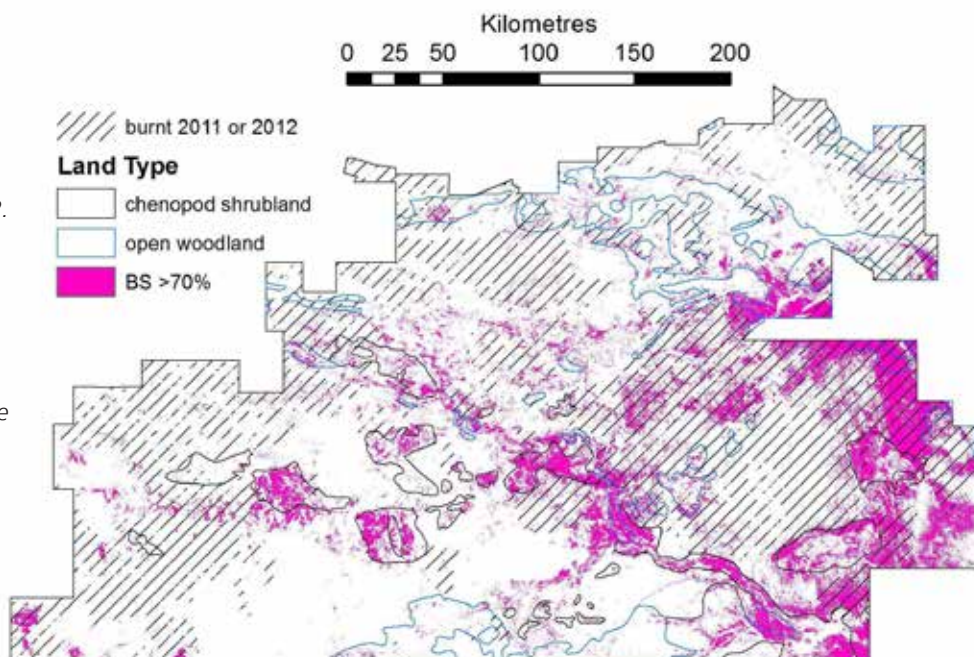 Kilometres
0 25 50 100 150 200
burnt 2011 or 2012
Land Type
chenopod shrubland
open woodland
BS >70%